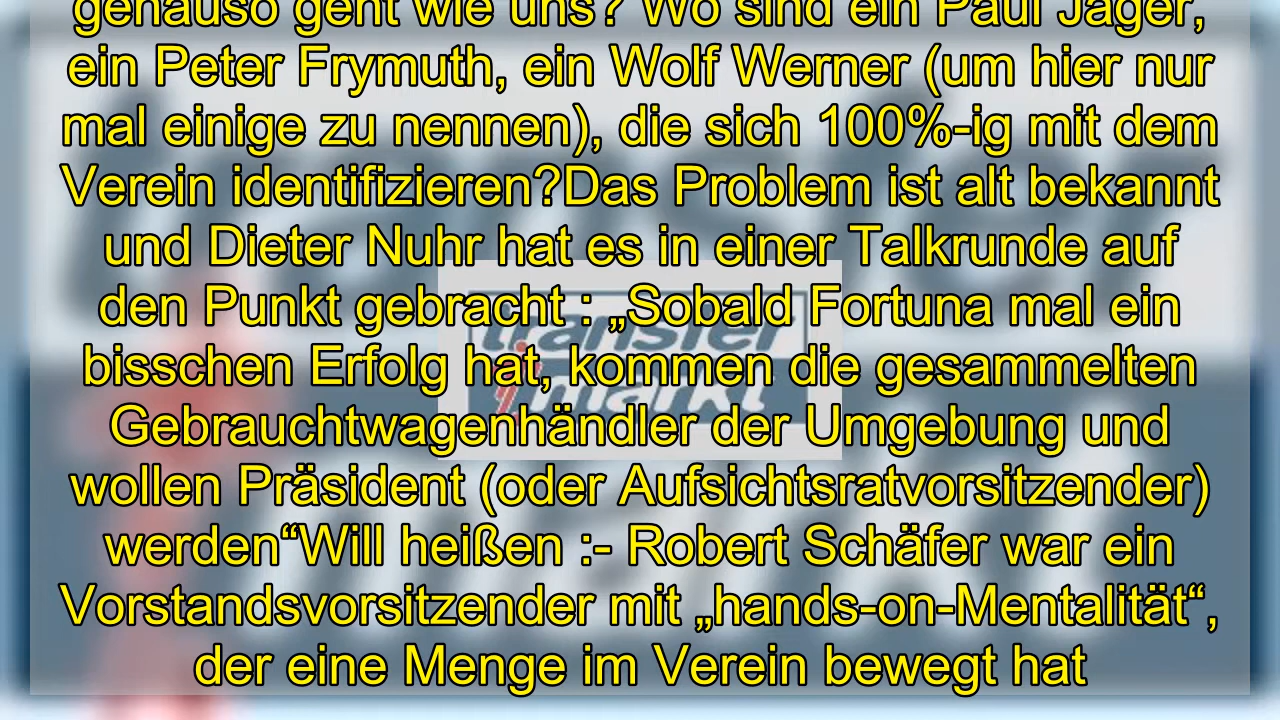 genauso geht wie uns? Wo sind ein Paul Jäger,
ein Peter Frymuth, ein Wolf Werner (um hier nur
mal einige zu nennen), die sich 100%-ig mit dem
Verein identifizieren?Das Problem ist alt bekannt
und Dieter Nuhr hat es in einer Talkrunde auf
den Punkt gebracht : „Sobald Fortuna mal ein
bisschen Erfolg hat, kommen die gesammelten
Gebrauchtwagenhändler der Umgebung und
wollen Präsident (oder Aufsichtsratvorsitzender)
werden“Will heißen :- Robert Schäfer war ein
Vorstandsvorsitzender mit „hands-on-Mentalität“,
der eine Menge im Verein bewegt hat
transfer
markt